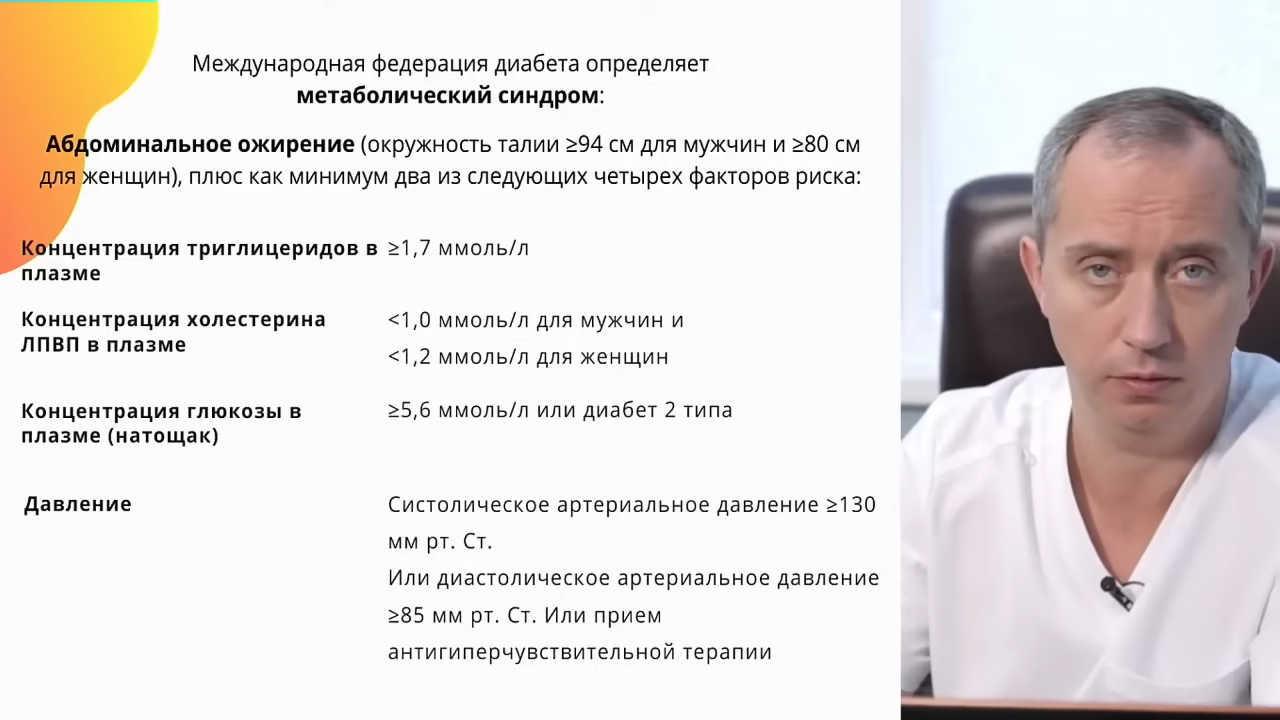 Международная федерация диабета определяет
метаболический синдром:
Абдоминальное ожирение (окружность талии ≥94 см для мужчин и ≥80 см
для женщин), плюс как минимум два из следующих четырех факторов риска:
Концентрация триглицеридов в ≥1,7 ммоль/л
плазме
Концентрация холестерина <1,0 ммоль/л для мужчин и
ЛПВП в плазме <1,2 ммоль/л для женщин
Концентрация глюкозы в ≥5,6 ммоль/л или диабет 2 типа
плазме (натощак)
Давление Систолическое артериальное давление ≥130
мм рт. Ст.
Или диастолическое артериальное давление
≥85 мм рт. Ст. Или прием
антигиперчувствительной терапии